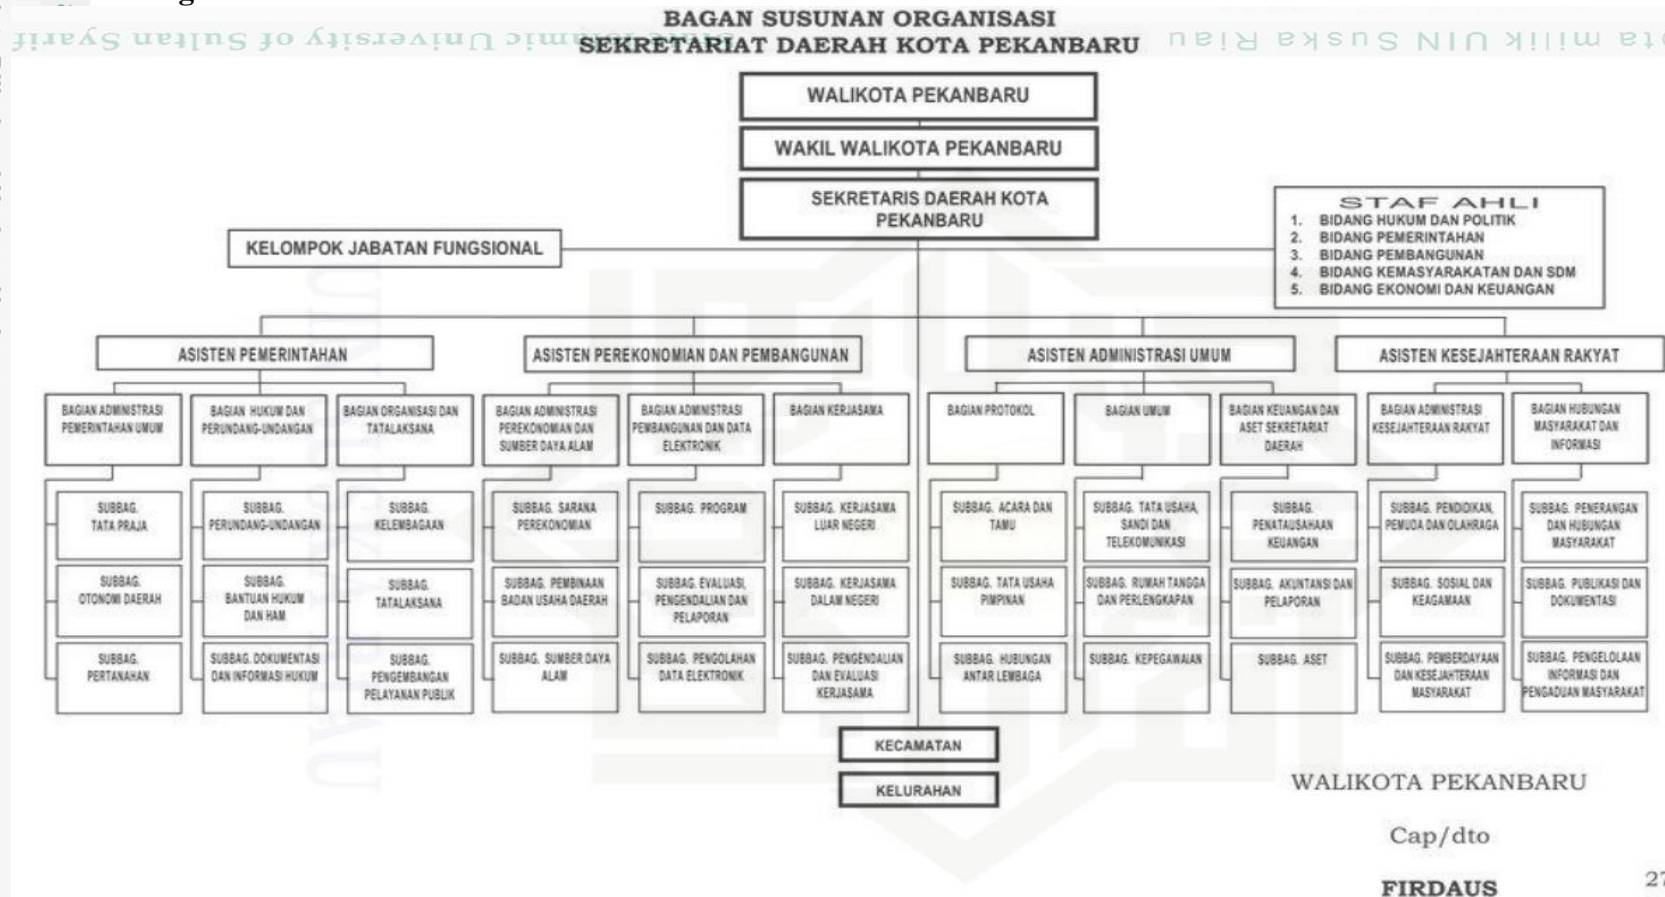 BAGAN SUSUNAN ORGANISASI
SEKRETARIAT DAERAH KOTA PEKANBARU
WALIKOTA PEKANBARU
WAKIL WALIKOTA PEKANBARU
SEKRETARIS DAERAH KOTA
PEKANBARU
KELOMPOK JABATAN FUNGSIONAL
STAF AHLI
1. BIDANG HUKUM DAN POLITIK
2. BIDANG PEMERINTAHAN
3. BIDANG PEMBANGUNAN
4. BIDANG KEMASYARAKATAN DAN SDM
5. BIDANG EKONOMI DAN KEUANGAN
ASISTEN PEMERINTAHAN
ASISTEN PEREKONOMIAN DAN PEMBANGUNAN
ASISTEN ADMINISTRASI UMUM
ASISTEN KESEJAHTERAAN RAKYAT
BAGIAN ADMINISTRASI
PEMERINTAHAN UMUM
BAGIAN HUKUM DAN
PERUNDANG-UNDANGAN
BAGIAN ORGANISASI DAN
TATALAKSANA
BAGIAN ADMINISTRASI
PEREKONOMIAN DAN
SUMBER DAYA ALAM
BAGIAN ADMINISTRASI
PEMBANGUNAN DAN DATA
ELEKTRONIK
BAGIAN KERJASAMA
BAGIAN PROTOKOL
BAGIAN UMUM
BAGIAN KEUANGAN DAN
ASET SEKRETARIAT
DAERAH
BAGIAN ADMINISTRASI
KESEJAHTERAAN RAKYAT
BAGIAN HUBUNGAN
MASYARAKAT DAN
INFORMASI
SUBBAG.
TATA PRAJA
SUBBAG.
PERUNDANG-UNDANGAN
SUBBAG.
KELEMBAGAAN
SUBBAG. SARANA
PEREKONOMIAN
SUBBAG. PROGRAM
SUBBAG. KERJASAMA
LUAR NEGERI
SUBBAG. ACARA DAN
TAMU
SUBBAG. TATA USAHA,
SANDI DAN
TELEKOMUNIKASI
SUBBAG.
PENATAUSAHAAN
KEUANGAN
SUBBAG. PENDIDIKAN,
PEMUDA DAN OLAHRAGA
SUBBAG. PENERANGAN
DAN HUBUNGAN
MASYARAKAT
SUBBAG.
OTONOMI DAERAH
SUBBAG.
BANTUAN HUKUM
DAN HAM
SUBBAG.
TATALAKSANA
SUBBAG. PEMBINAAN
BADAN USAHA DAERAH
SUBBAG. EVALUASI,
PENGENDALIAN DAN
PELAPORAN
SUBBAG. KERJASAMA
DALAM NEGERI
SUBBAG. TATA USAHA
PIMPINAN
SUBBAG. RUMAH TANGGA
DAN PERLENGKAPAN
SUBBAG. AKUNTANSI DAN
PELAPORAN
SUBBAG. SOSIAL DAN
KEAGAMAAN
SUBBAG. PUBLIKASI DAN
DOKUMENTASI
SUBBAG.
PERTANAHAN
SUBBAG. DOKUMENTASI
DAN INFORMASI HUKUM
SUBBAG.
PENGEMBANGAN
PELAYANAN PUBLIK
SUBBAG. SUMBER DAYA
ALAM
SUBBAG. PENGOLAHAN
DATA ELEKTRONIK
SUBBAG. PENGENDALIAN
DAN EVALUASI
KERJASAMA
SUBBAG. HUBUNGAN
ANTAR LEMBAGA
SUBBAG. KEPEGAWAIAN
SUBBAG. ASET
SUBBAG. PEMBERDAYAAN
DAN KESEJAHTERAAN
MASYARAKAT
SUBBAG. PENGELOLAAN
INFORMASI DAN
PENGADUAN MASYARAKAT
KECAMATAN
KELURAHAN
WALIKOTA PEKANBARU
Cap/dto
FIRDAUS
27
milik UIN Suska Riau
University of Sultan Syarif